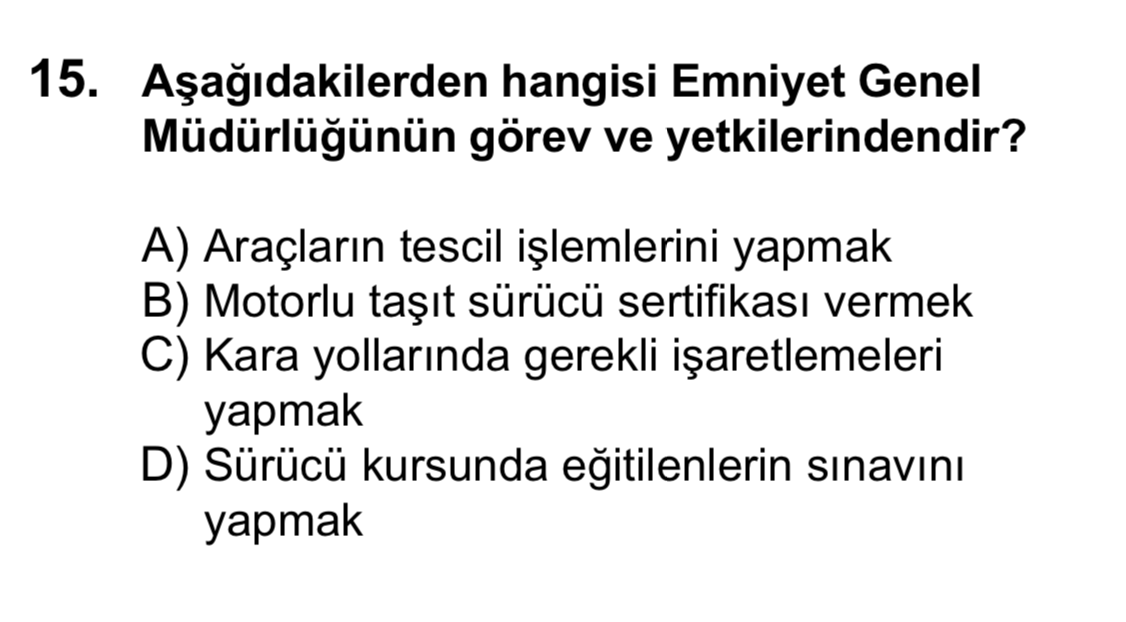 15. Aşağıdakilerden hangisi Emniyet Genel
Müdürlüğünün görev ve yetkilerindendir?
A) Araçların tescil işlemlerini yapmak
B) Motorlu taşıt sürücü sertifikası vermek
C) Kara yollarında gerekli işaretlemeleri
yapmak
D) Sürücü kursunda eğitilenlerin sınavını
yapmak